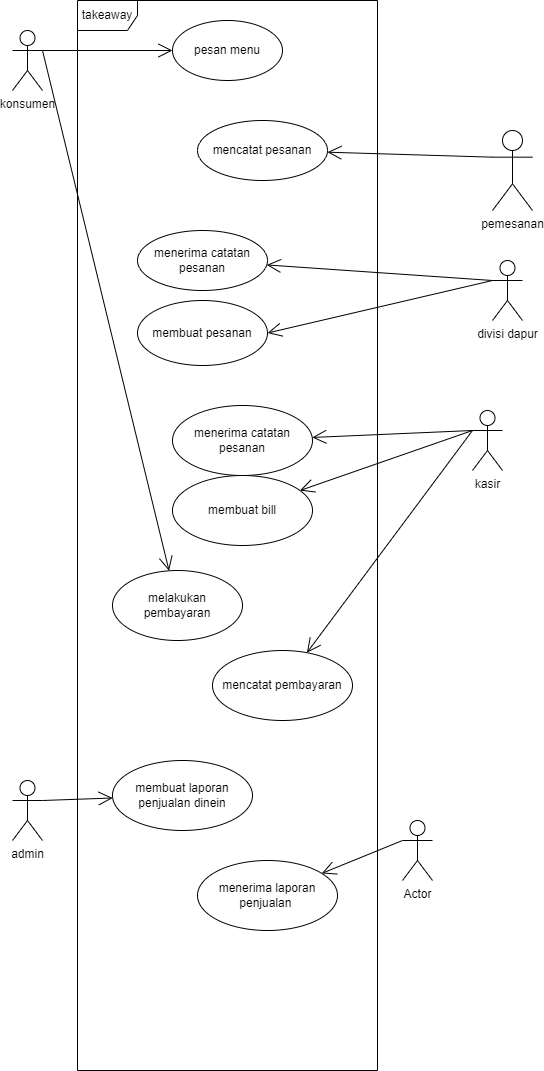 takeaway
pesan menu
konsumen
mencatat pesanan
pemesanan
menerima catatan
pesanan
membuat pesanan
divisi dapur
menerima catatan
pesanan
kasir
membuat bill
melakukan
pembayaran
mencatat pembayaran
membuat laporan
penjualan dinein
admin
menerima laporan
penjualan
Actor